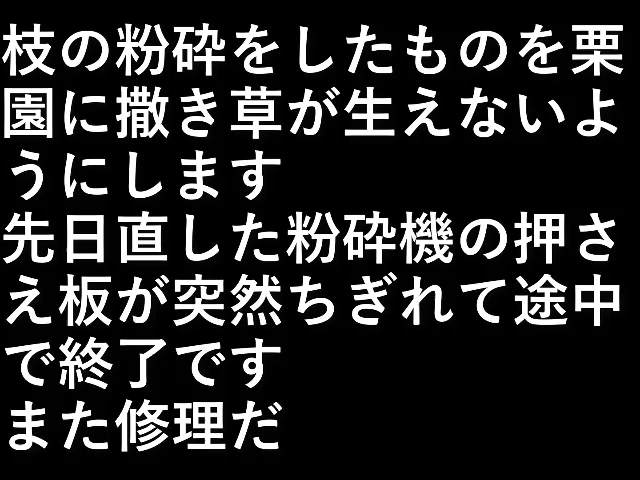 枝の粉砕をしたものを栗
園に撒き草が生えないよ
うにします
先日直した粉砕機の押さ
え板が突然ちぎれて途中
で終了です
また修理だ